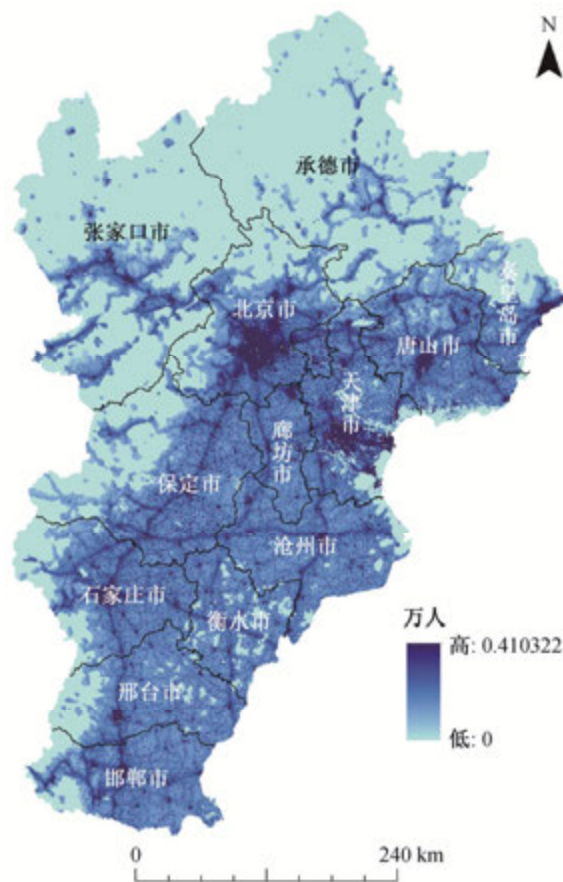 N
承德市
张家口市
秦皇岛市
北京市
唐山市
天津市
廊坊市
保定市
沧州市
石家庄市
衡水市
万人
高: 0.410322
低: 0
邢台市
邯郸市
0 240 km